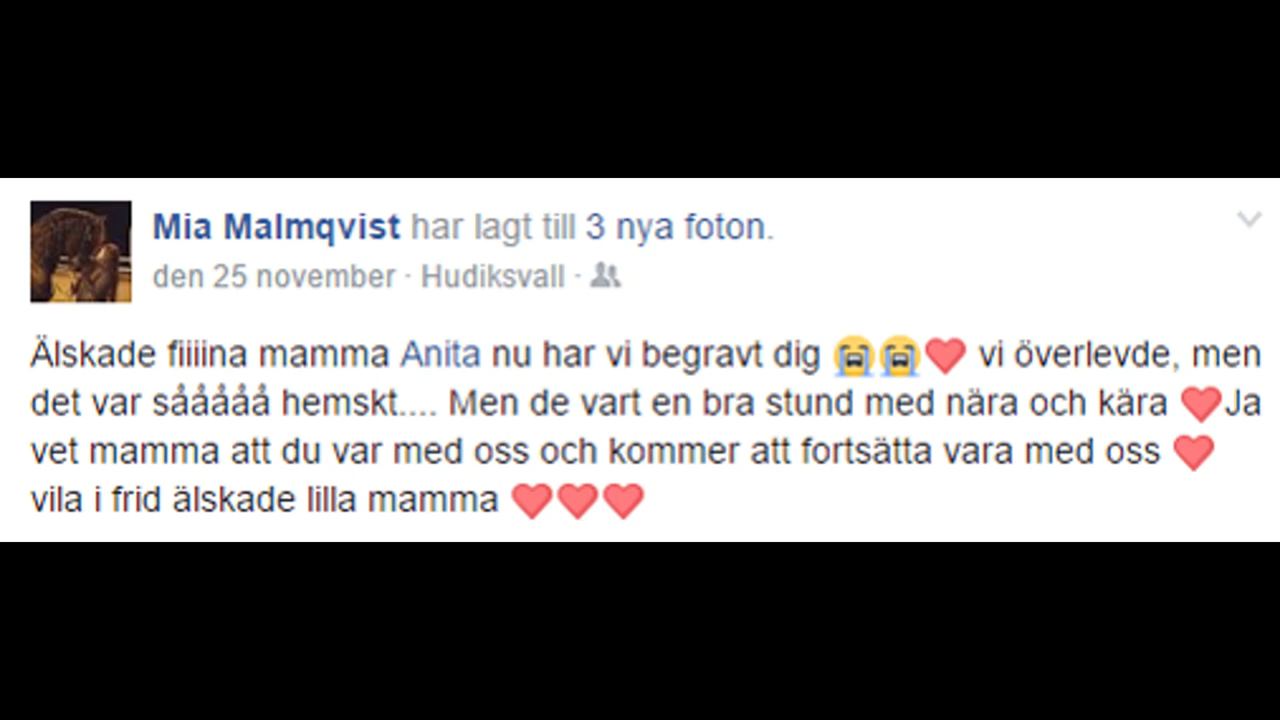 Mia Malmqvist har lagt till 3 nya foton.
den 25 november · Hudiksvall ·
Älskade fiiiina mamma Anita nu har vi begravt dig 😭😭❤ vi överlevde, men
det var sååååå hemskt.... Men de vart en bra stund med nära och kära ❤Ja
vet mamma att du var med oss och kommer att fortsätta vara med oss ❤
vila i frid älskade lilla mamma ❤❤❤